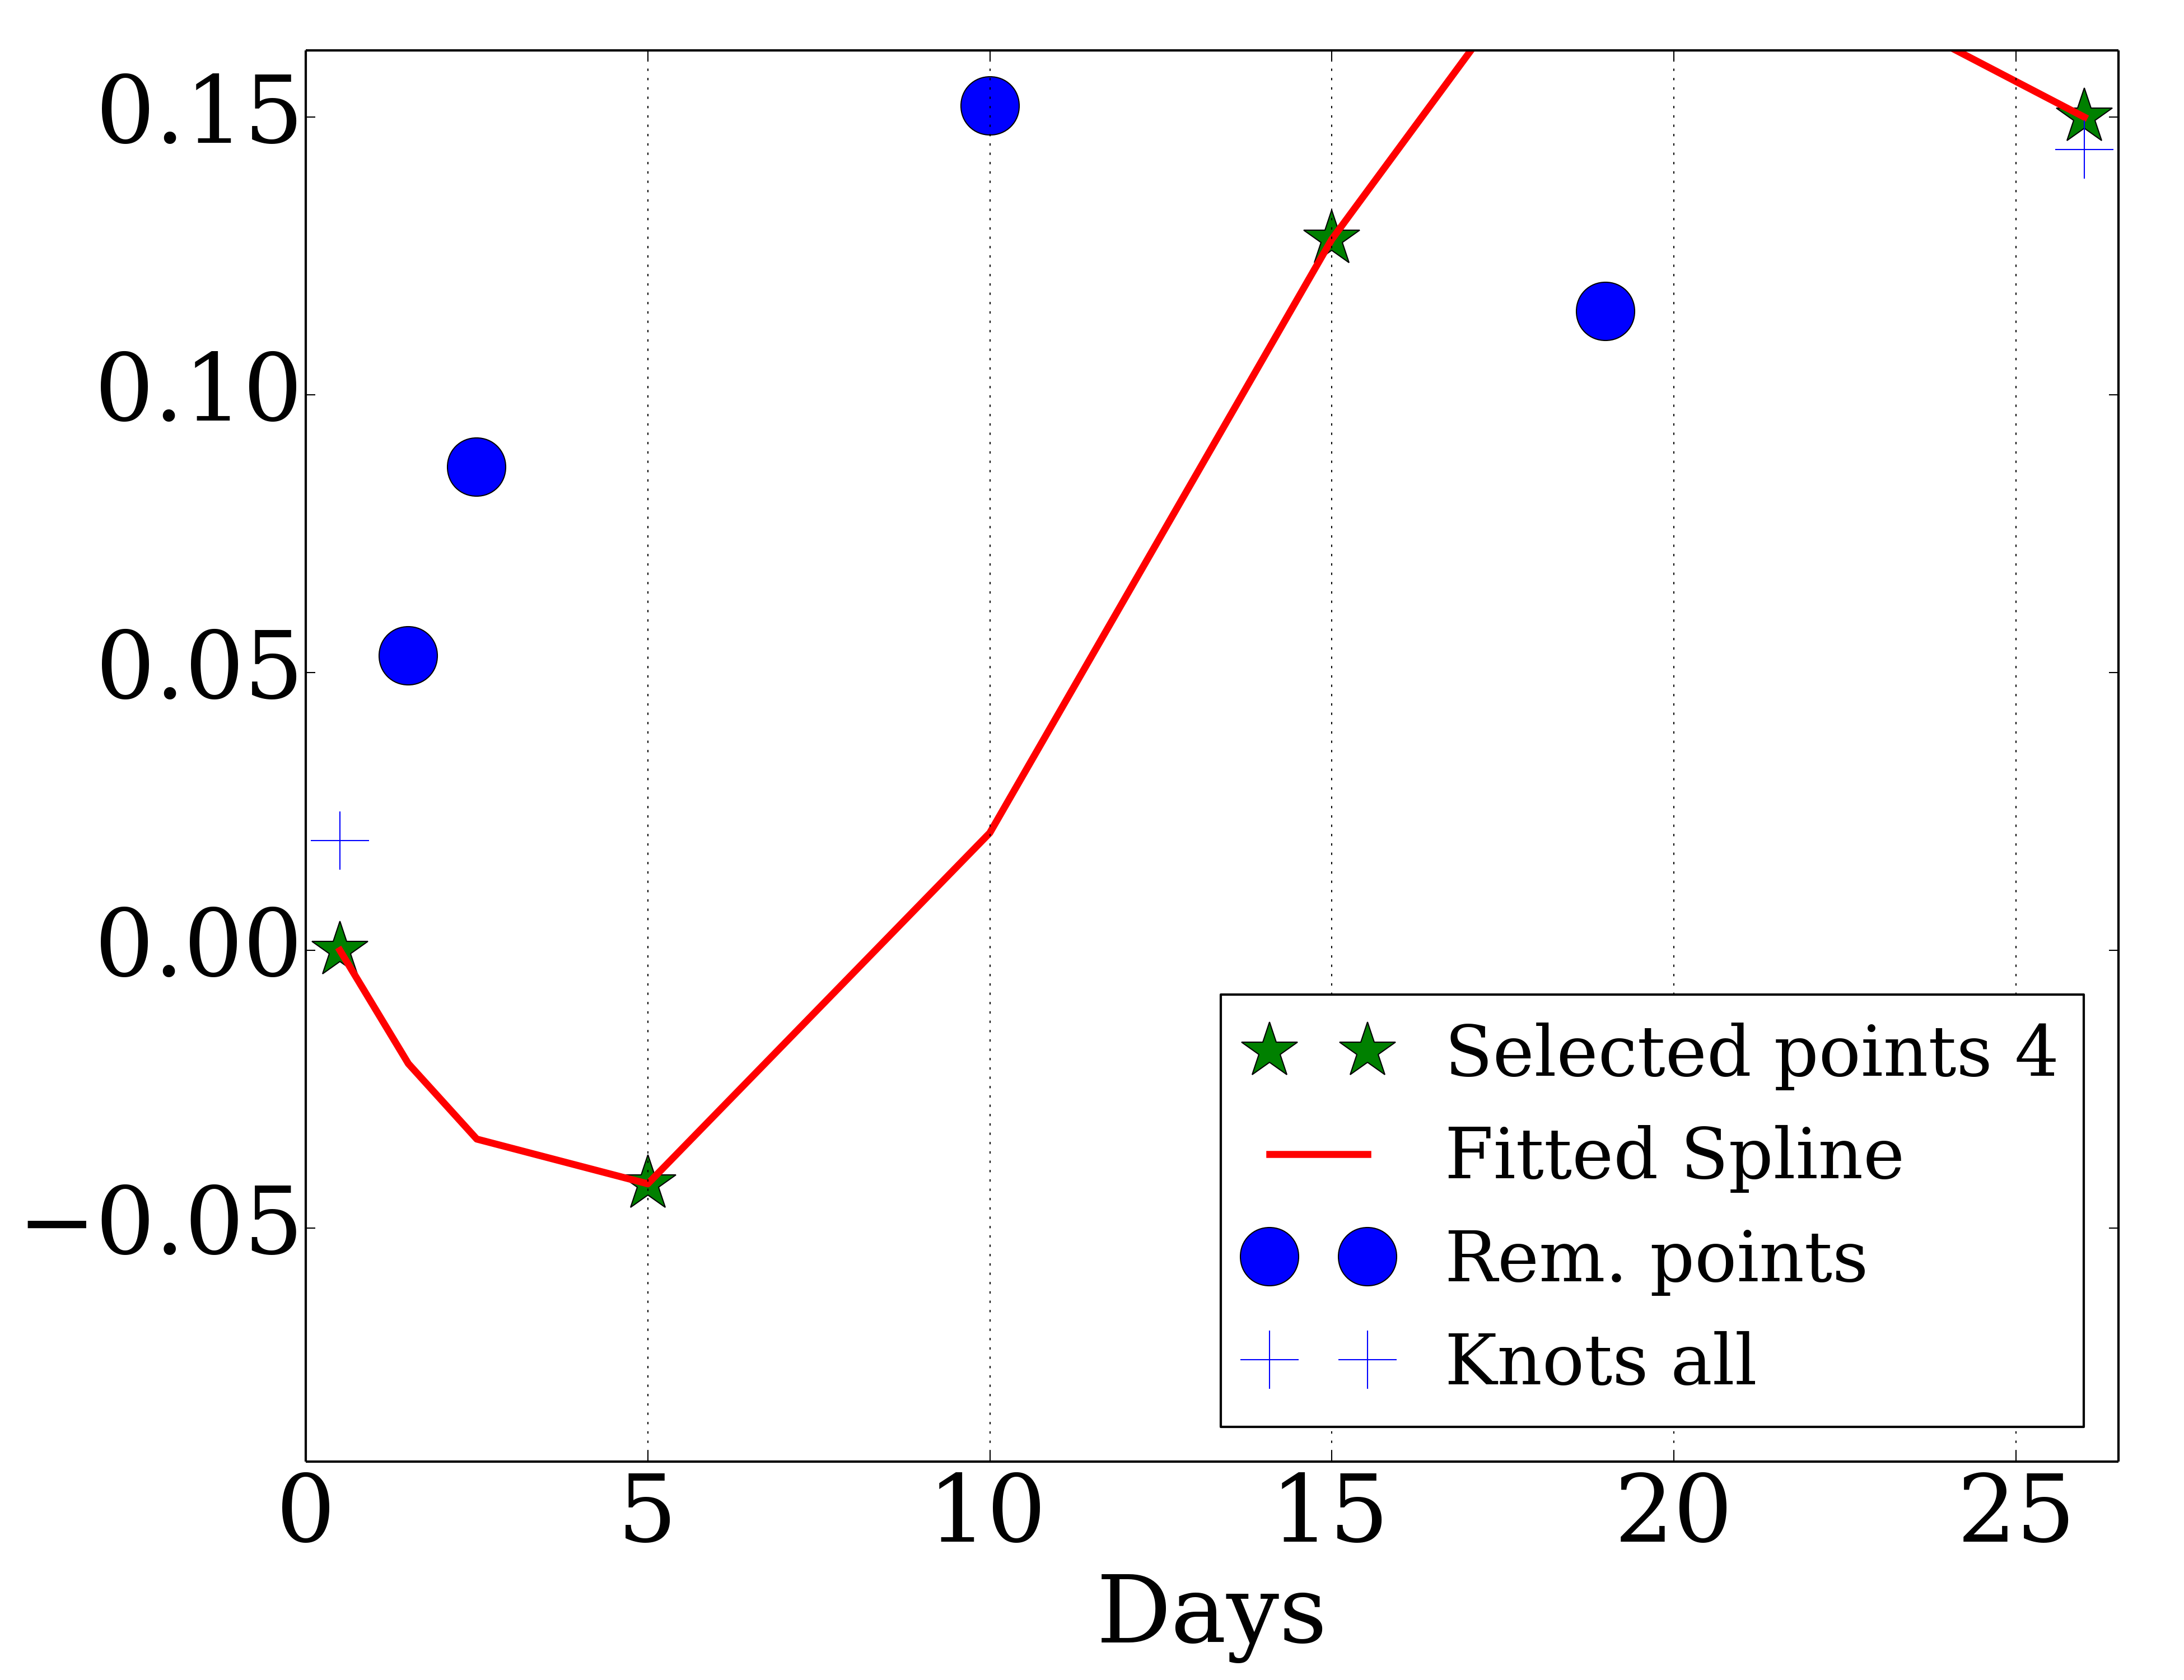 0.15
0.10
0.05
0.00
−0.05
0 5 10 15 20 25
Days
Selected points 4
Fitted Spline
Rem. points
Knots all